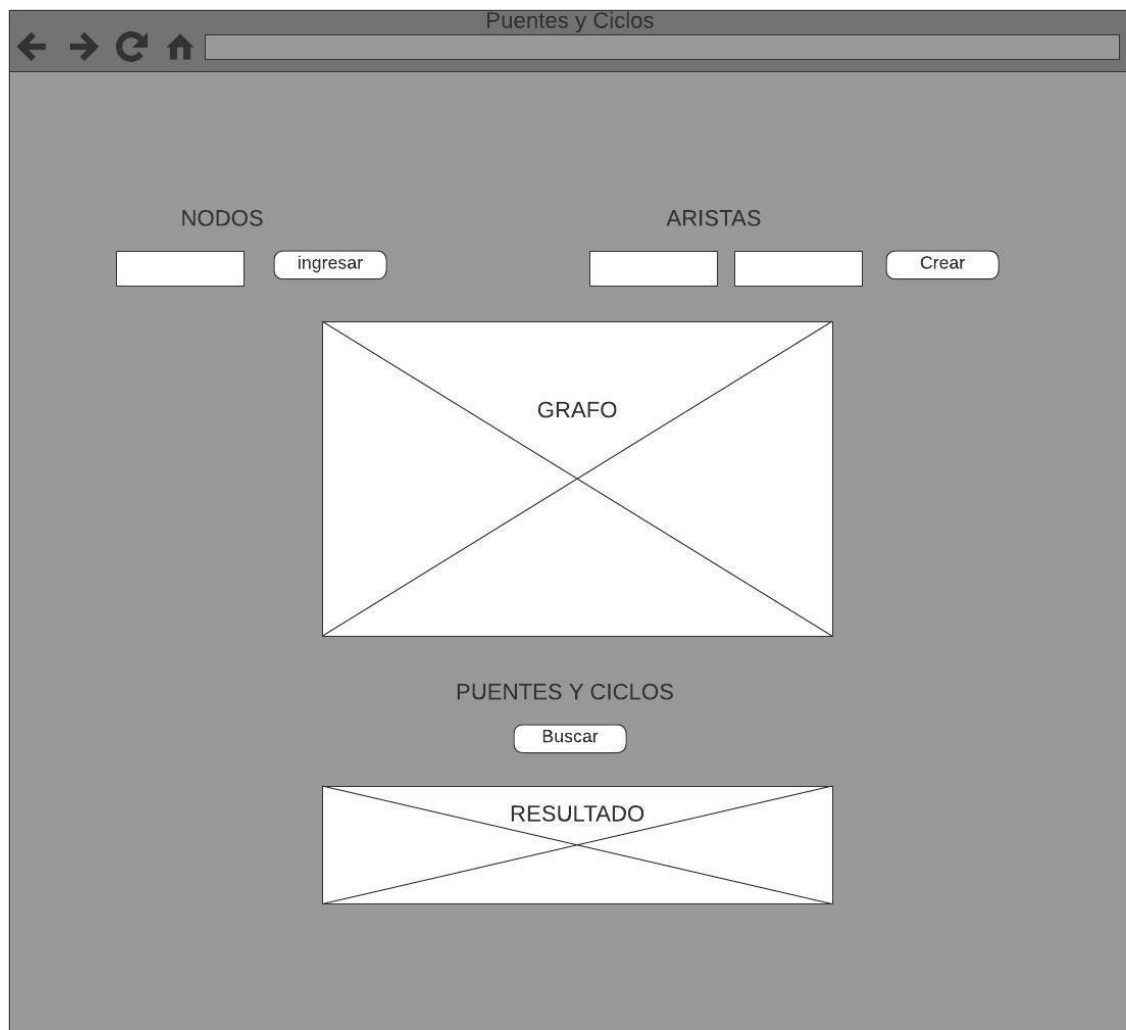 Puentes y Ciclos
NODOS
ARISTAS
ingresar
Crear
GRAFO
PUENTES Y CICLOS
Buscar
RESULTADO